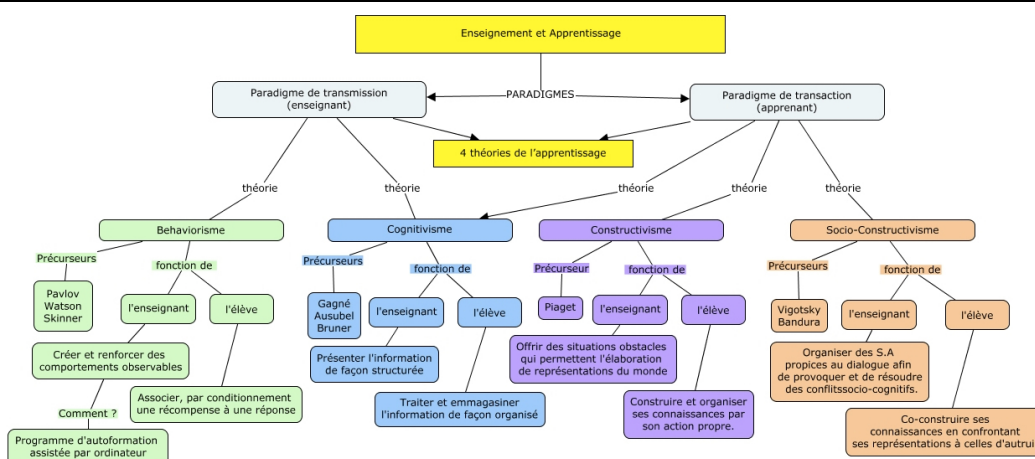 Enseignement et Apprentissage
Paradigme de transmission
(enseignant)
PARADIGMES
Paradigme de transaction
(apprenant)
4 théories de l'apprentissage
théorie
théorie
théorie
théorie
théorie
Behaviorisme
Cognitivisme
Constructivisme
Socio-Constructivisme
Précurseurs
fonction de
Pavlov
Watson
Skinner
l'enseignant
l'élève
Créer et renforcer des
comportements observables
Associer, par conditionnement
une récompense à une réponse
Comment ?
Programme d'autoformation
assistée par ordinateur
Précurseurs
fonction de
Gagné
Ausubel
Bruner
l'enseignant
l'élève
Présenter l'information
de façon structurée
Traiter et emmagasiner
l'information de façon organisé
Précurseur
fonction de
Piaget
l'enseignant
l'élève
Offrir des situations obstacles
qui permettent l'élaboration
de représentations du monde
Construire et organiser
ses connaissances par
son action propre.
Précurseurs
fonction de
Vigotsky
Bandura
l'enseignant
l'élève
Organiser des S.A
propices au dialogue afin
de provoquer et de résoudre
des conflitssocio-cognitifs.
Co-construire ses
connaissances en confrontant
ses représentations à celles d'autrui